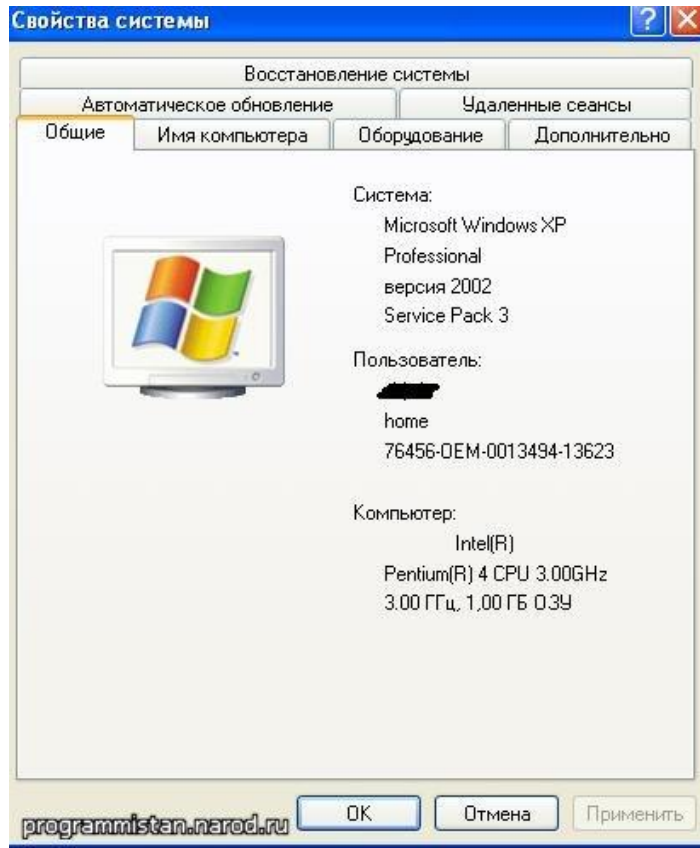 Свойства системы
Восстановление системы
Автоматическое обновление
Удаленные сеансы
Общие
Имя компьютера
Оборудование
Дополнительно
Система:
Microsoft Windows XP
Professional
версия 2002
Service Pack 3
Пользователь:
home
76456-OEM-0013494-13623
Компьютер:
Intel(R)
Pentium(R) 4 CPU 3.00GHz
3.00 ГГц, 1,00 ГБ ОЗУ
programmistan.narod.ru
OK
Отмена
Применить